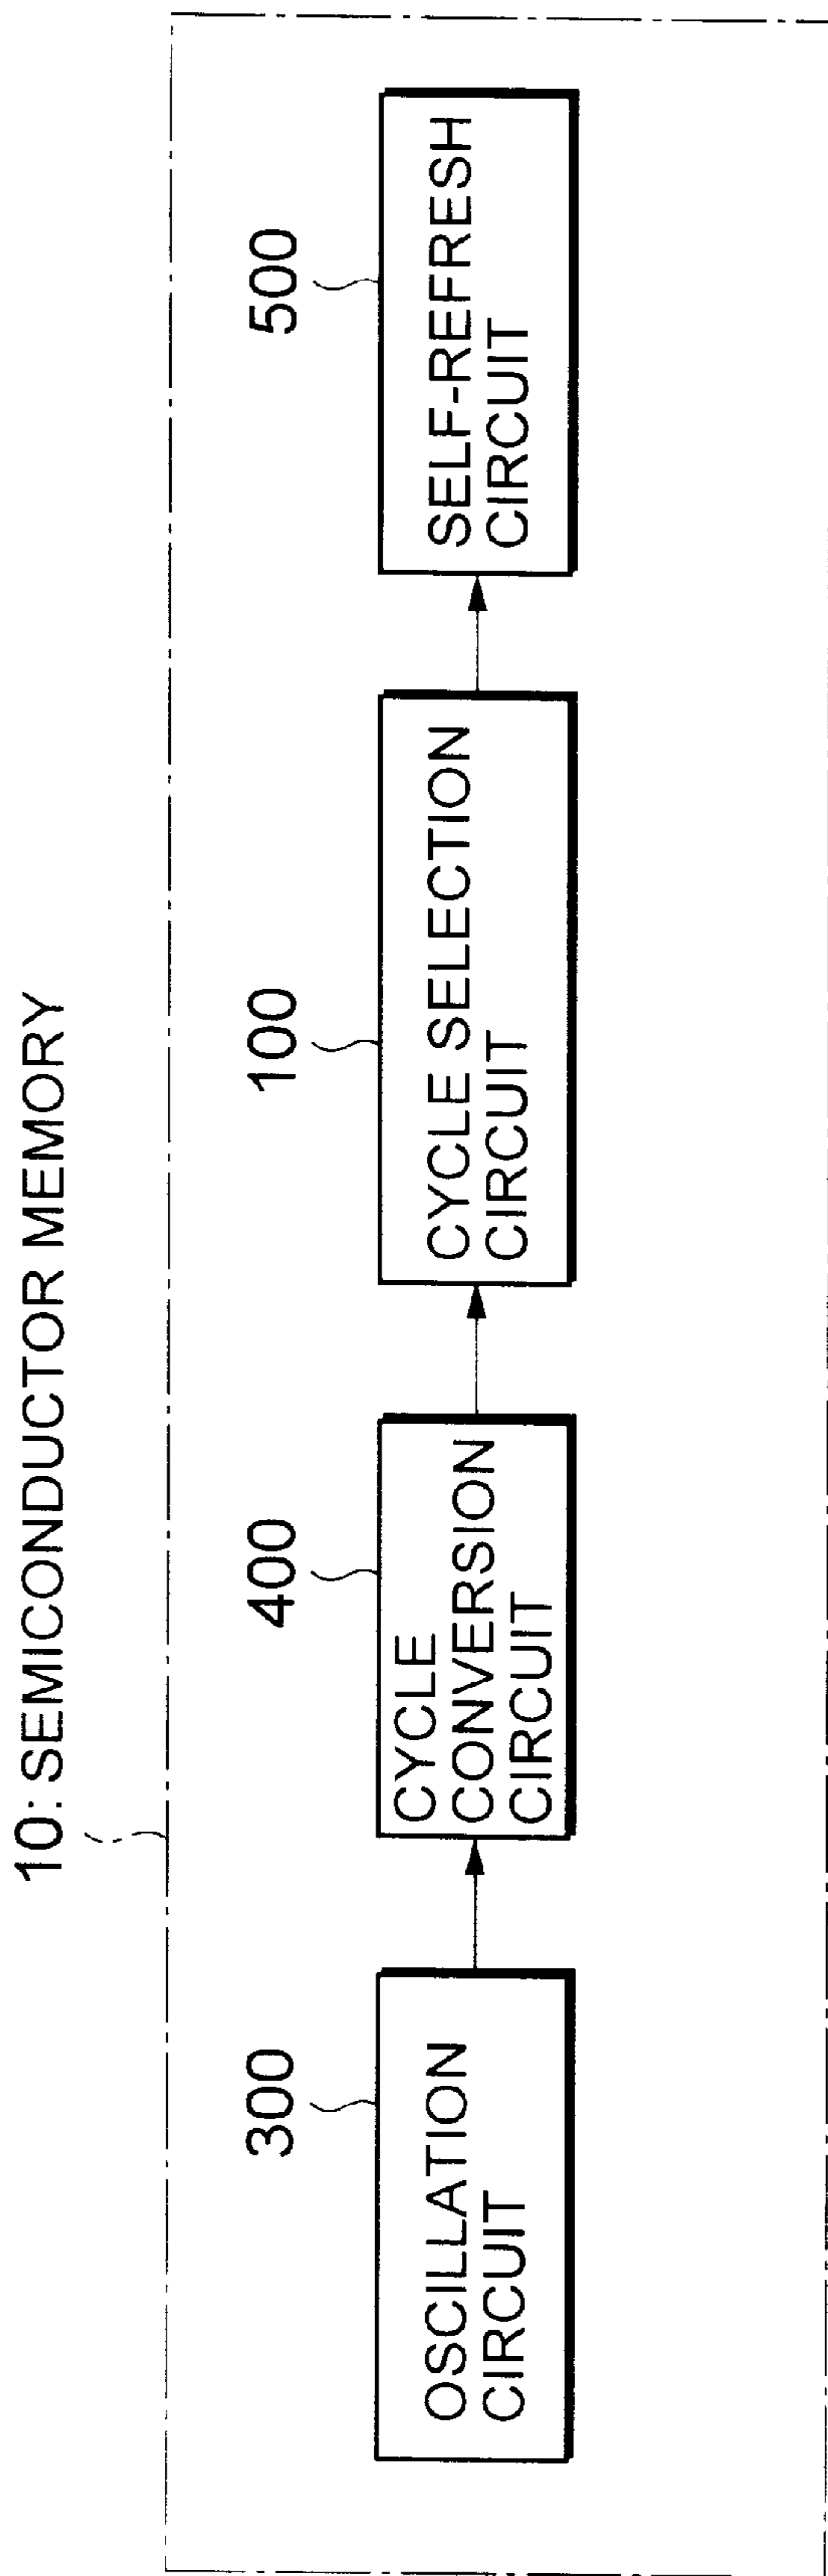 10: SEMICONDUCTOR MEMORY
300
OSCILLATION
CIRCUIT
400
CYCLE
CONVERSION
CIRCUIT
100
CYCLE SELECTION
CIRCUIT
500
SELF-REFRESH
CIRCUIT